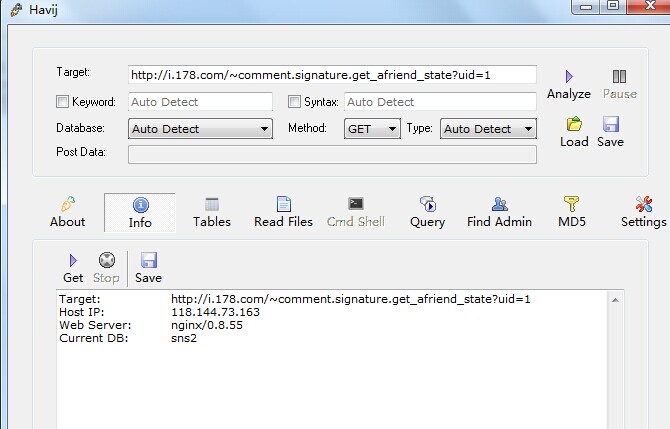 Havij
Target: http://i.178.com/~comment.signature.get_afriend_state?uid=1
Analyze Pause
Keyword: Auto Detect Syntax: Auto Detect
Database: Auto Detect Method: GET Type: Auto Detect
Load Save
Post Data:
About Info Tables Read Files Cmd Shell Query Find Admin MD5 Settings
Get Stop Save
Target: http://i.178.com/~comment.signature.get_afriend_state?uid=1
Host IP: 118.144.73.163
Web Server: nginx/0.8.55
Current DB: sns2